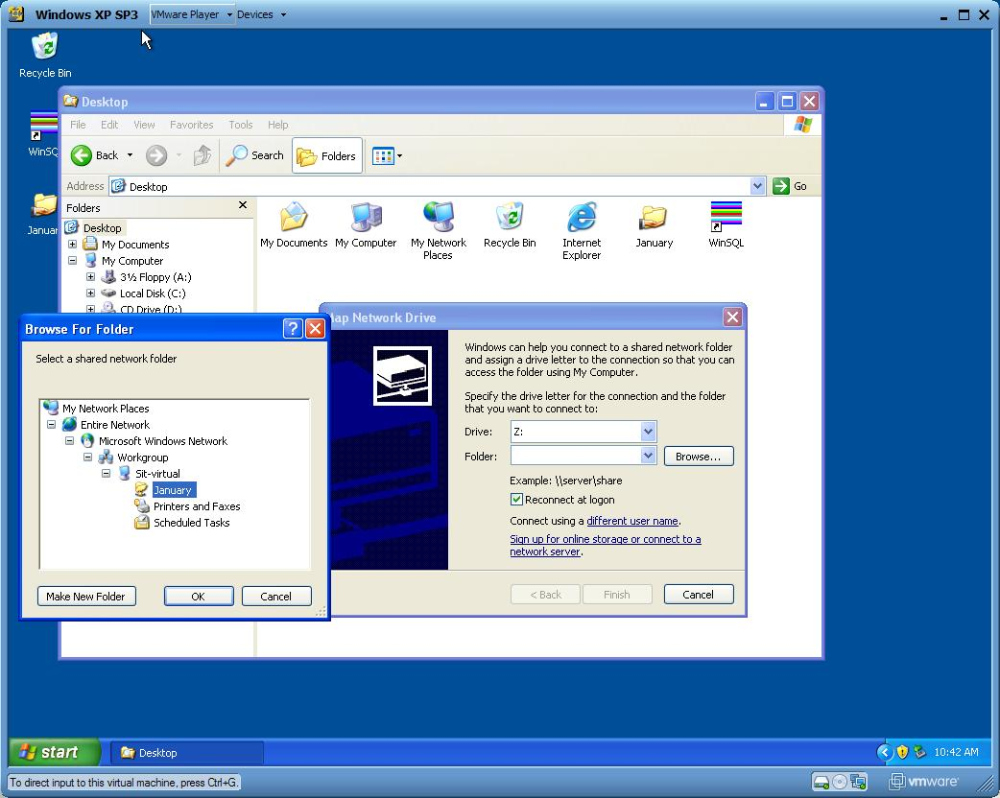 Windows XP SP3 VMware Player Devices
Recycle Bin
WinSQ
Januar
Desktop
File Edit View Favorites Tools Help
Back Search Folders
Address Desktop Go
Folders
Desktop
My Documents
My Computer
3½ Floppy (A:)
Local Disk (C:)
CD Drive (D:)
My Documents My Computer My Network Places Recycle Bin Internet Explorer January WinSQL
Browse For Folder
Select a shared network folder
My Network Places
Entire Network
Microsoft Windows Network
Workgroup
Sit-virtual
January
Printers and Faxes
Scheduled Tasks
Make New Folder OK Cancel
Map Network Drive
Windows can help you connect to a shared network folder
and assign a drive letter to the connection so that you can
access the folder using My Computer.
Specify the drive letter for the connection and the folder
that you want to connect to:
Drive: Z:
Folder: Browse...
Example: \\server\share
Reconnect at logon
Connect using a different user name.
Sign up for online storage or connect to a
network server.
< Back Finish Cancel
start Desktop 10:42 AM
To direct input to this virtual machine, press Ctrl+G. vmware